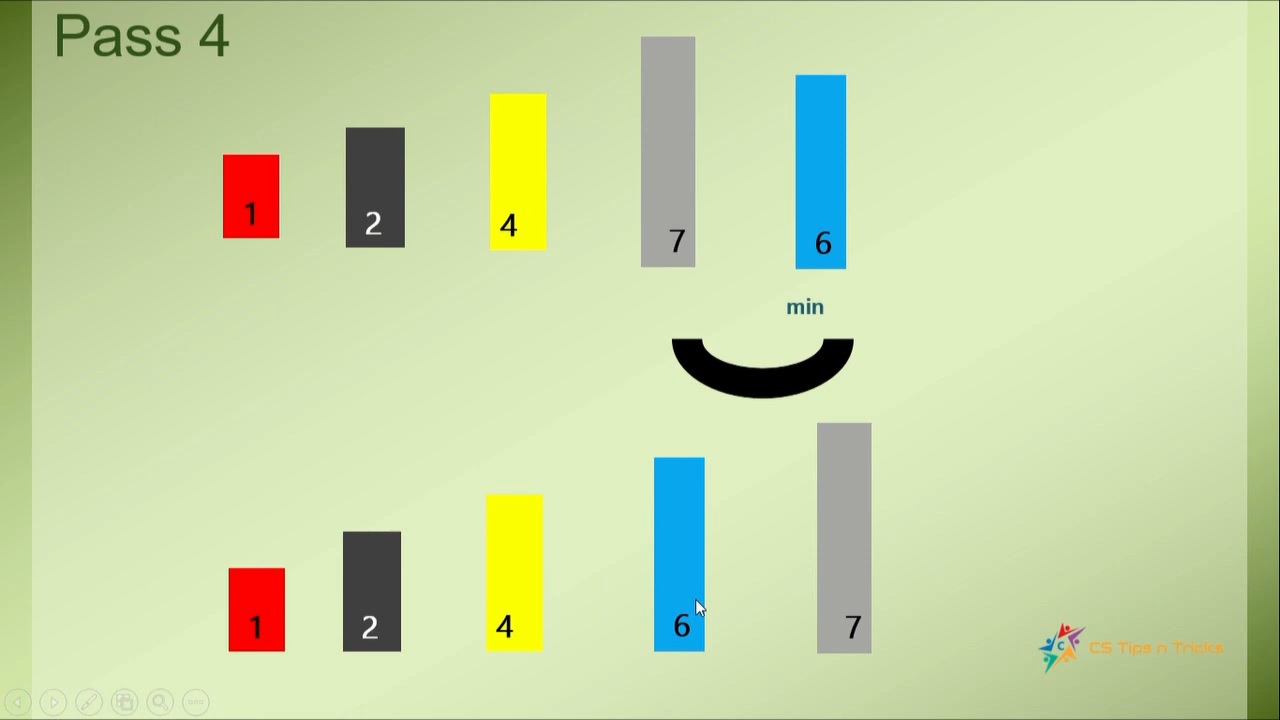 Pass 4
1 2 4 7 6
min
1 2 4 6 7
CS Tips n Tricks